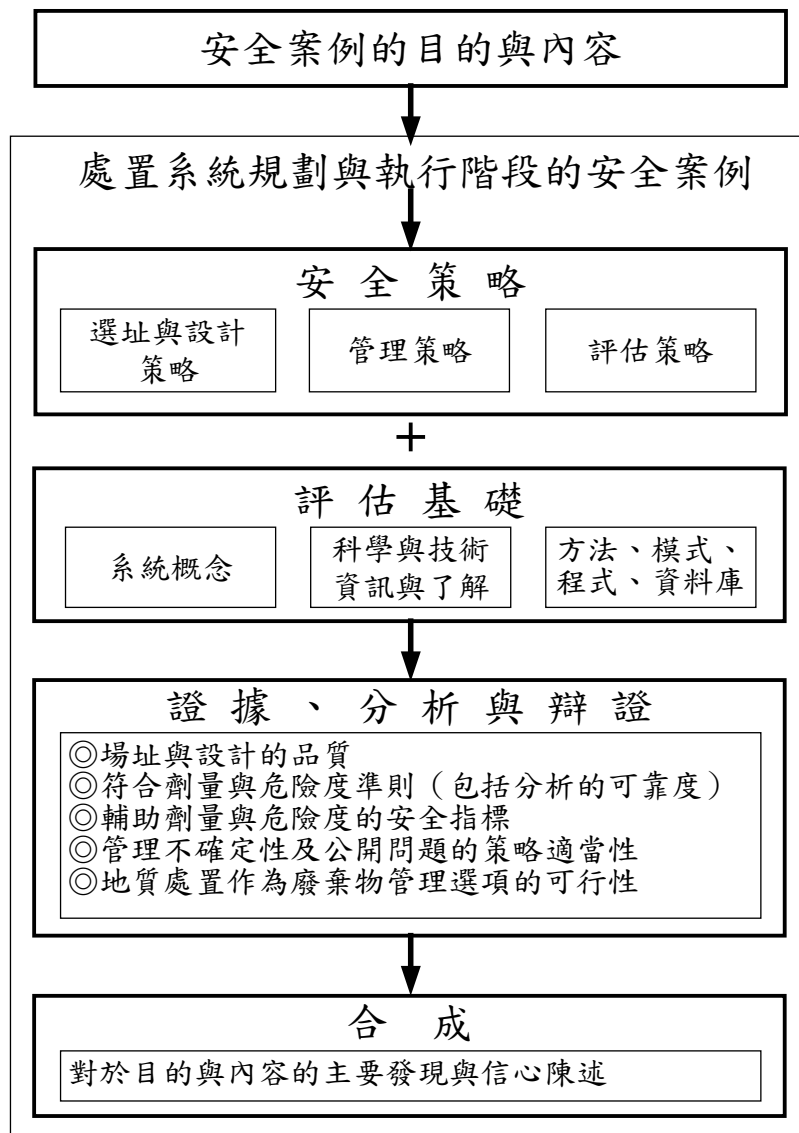 安全案例的目的與內容
處置系統規劃與執行階段的安全案例
安全策略
選址與設計
策略
管理策略
評估策略
+
評估基礎
系統概念
科學與技術
資訊與了解
方法、模式、
程式、資料庫
證據、分析與辯證
◎場址與設計的品質
◎符合劑量與危險度準則（包括分析的可靠度）
◎輔助劑量與危險度的安全指標
◎管理不確定性及公開問題的策略適當性
◎地質處置作為廢棄物管理選項的可行性
合成
對於目的與內容的主要發現與信心陳述